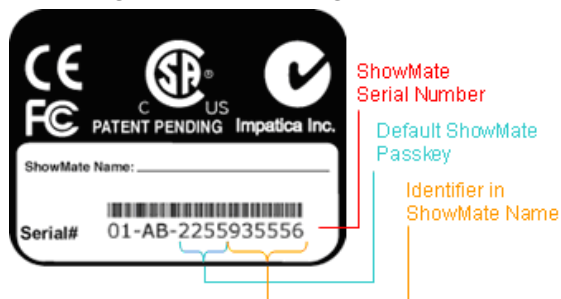 CE
SA
FC
C US
PATENT PENDING Impatica Inc.
ShowMate Name:
Serial# 01-AB-2255935556
ShowMate
Serial Number
Default ShowMate
Passkey
Identifier in
ShowMate Name